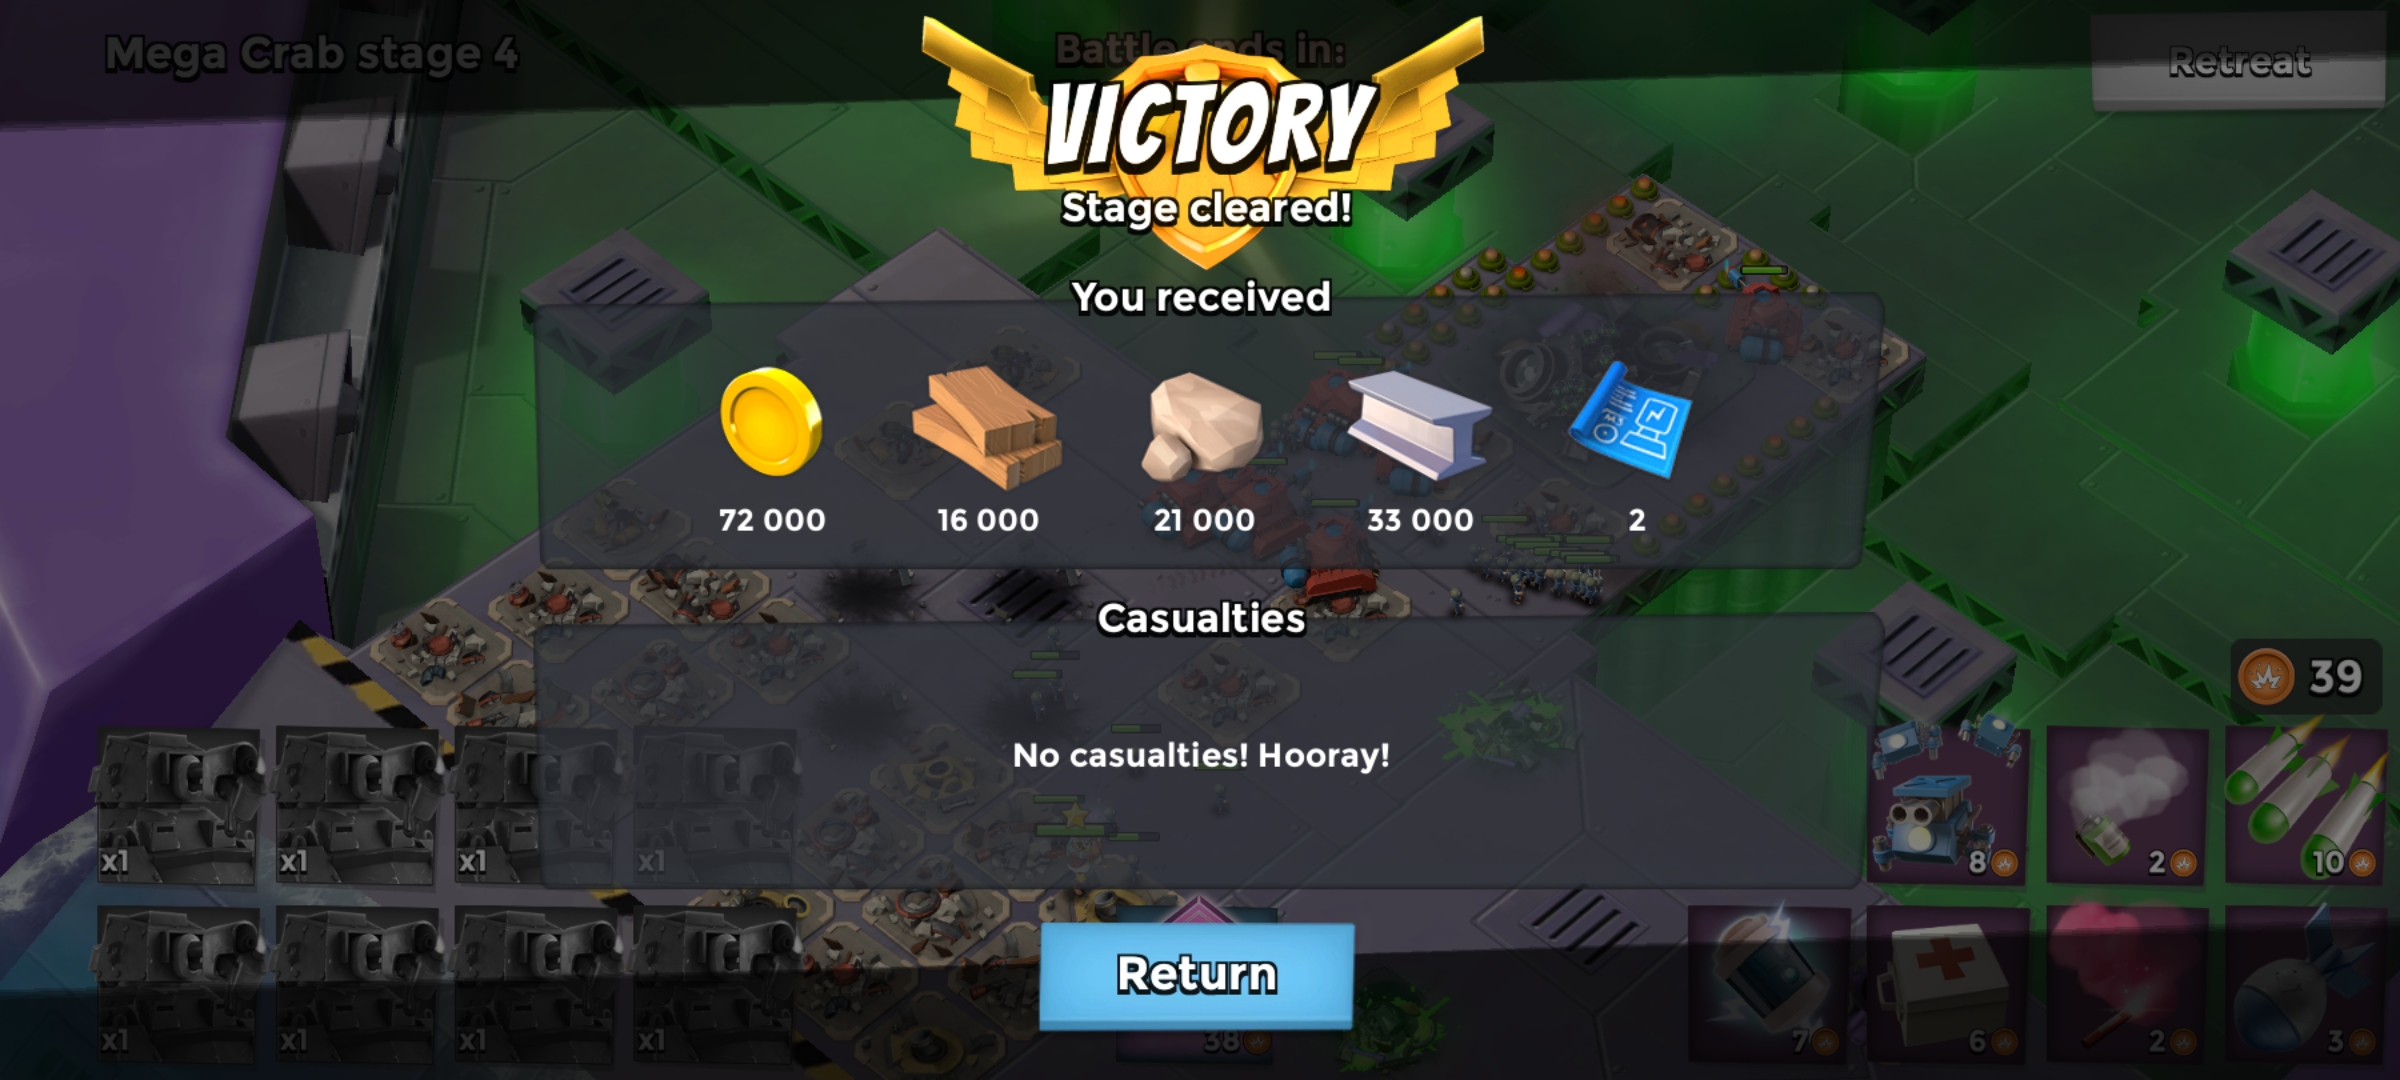 Mega Crab stage 4
Battle ends in:
Retreat
VICTORY
Stage cleared!
You received
72 000
16 000
21 000
33 000
2
Casualties
No casualties! Hooray!
39
x1
x1
x1
x1
8
2
10
x1
x1
x1
x1
Return
38
7
6
2
3